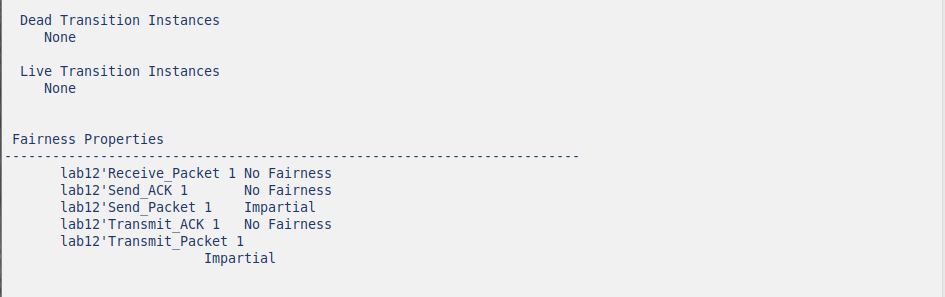 Dead Transition Instances
None
Live Transition Instances
None
Fairness Properties
------------------------------------------------------------------------
lab12'Receive_Packet 1 No Fairness
lab12'Send_ACK 1       No Fairness
lab12'Send_Packet 1    Impartial
lab12'Transmit_ACK 1   No Fairness
lab12'Transmit_Packet 1
Impartial